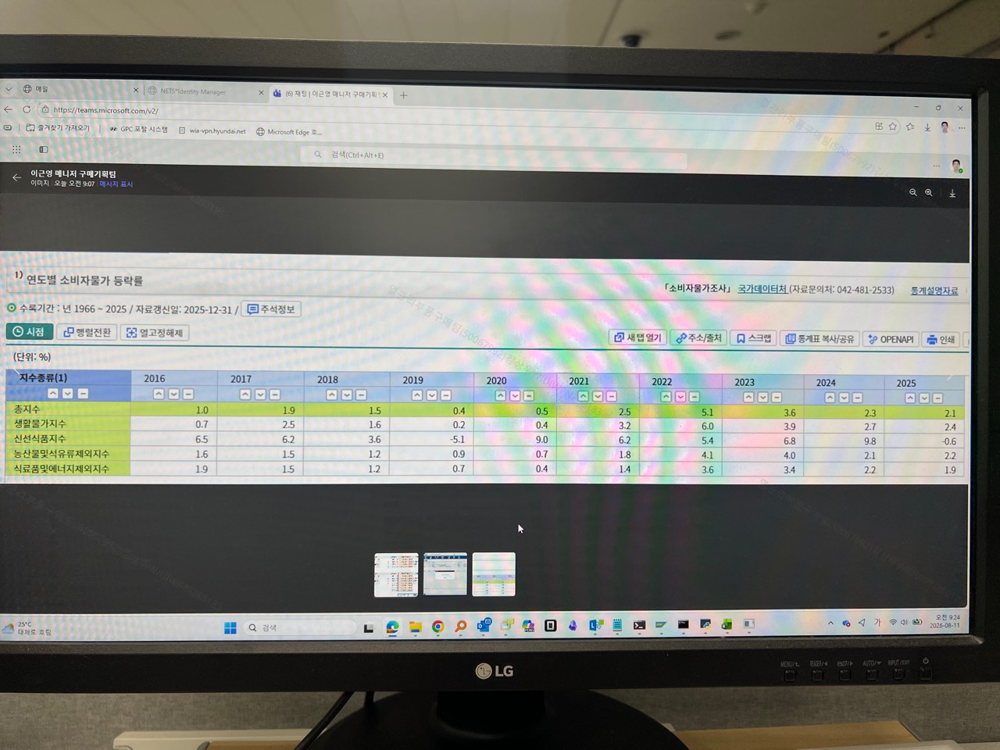 메일
NETS*Identity Manager
(6) 채팅 | 이근영 매니저 구매기획
https://teams.microsoft.com/v2/
즐겨찾기 가져오기
GPC 포탈 시스템
wia-vpn.hyundai.net
Microsoft Edge 호...
검색(Ctrl+Alt+E)
이근영 매니저 구매기획팀
이미지 오늘 오전 9:07 메시지 표시
1) 연도별 소비자물가 등락률
「소비자물가조사」 국가데이터처 (자료문의처: 042-481-2533) 통계설명자료
수록기간 : 년 1966 ~ 2025 / 자료갱신일: 2025-12-31 / 주석정보
시점 행렬전환 열고정해제 새탭열기 주소/출처 스크랩 통계표 복사/공유 OPENAPI 인쇄
(단위: %)
지수종류(1) 2016 2017 2018 2019 2020 2021 2022 2023 2024 2025
총지수 1.0 1.9 1.5 0.4 0.5 2.5 5.1 3.6 2.3 2.1
생활물가지수 0.7 2.5 1.6 0.2 0.4 3.2 6.0 3.9 2.7 2.4
신선식품지수 6.5 6.2 3.6 -5.1 9.0 6.2 5.4 6.8 9.8 -0.6
농산물및석유류제외지수 1.6 1.5 1.2 0.9 0.7 1.8 4.1 4.0 2.1 2.2
식료품및에너지제외지수 1.9 1.5 1.2 0.7 0.4 1.4 3.6 3.4 2.2 1.9
25°C
대체로 흐림
검색
가
오전 9:24
2026-08-11
LG
MENU/
AUTO/
INPUT/